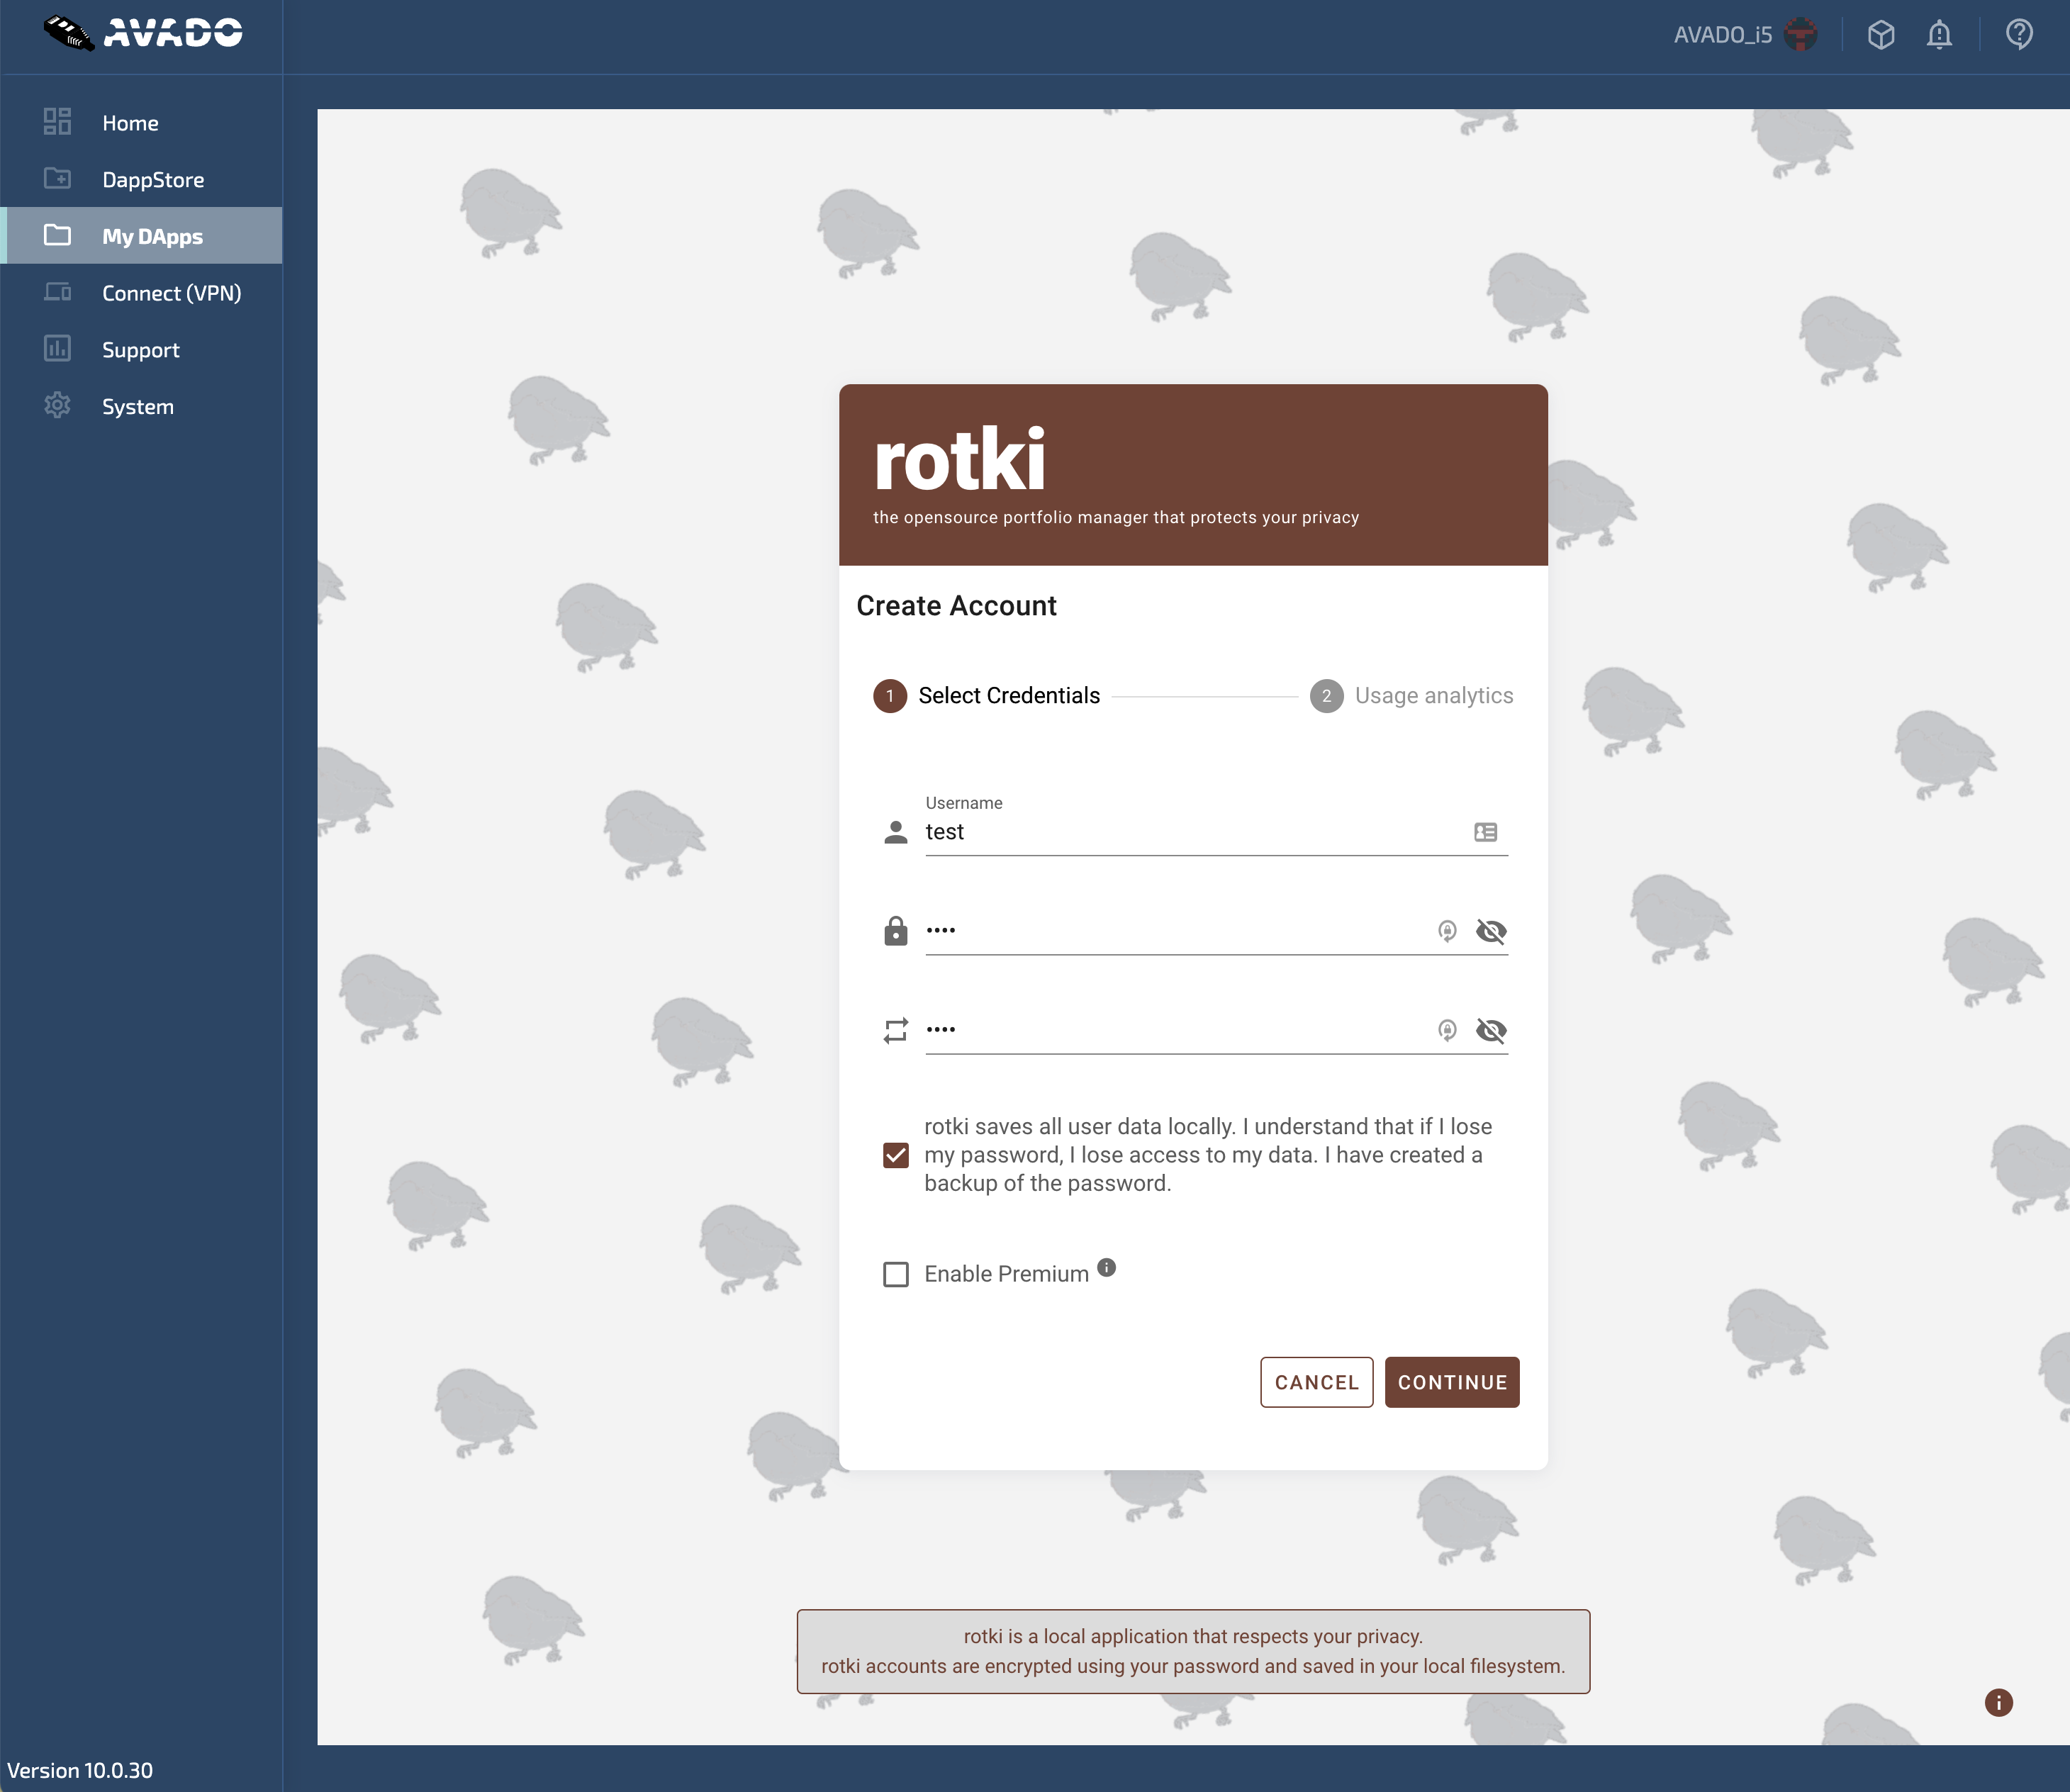 AVADO
AVADO_i5
Home
DappStore
My DApps
Connect (VPN)
Support
System
rotki
the opensource portfolio manager that protects your privacy
Create Account
1 Select Credentials
2 Usage analytics
Username
test
••••
••••
rotki saves all user data locally. I understand that if I lose
my password, I lose access to my data. I have created a
backup of the password.
Enable Premium
CANCEL CONTINUE
rotki is a local application that respects your privacy.
rotki accounts are encrypted using your password and saved in your local filesystem.
Version 10.0.30